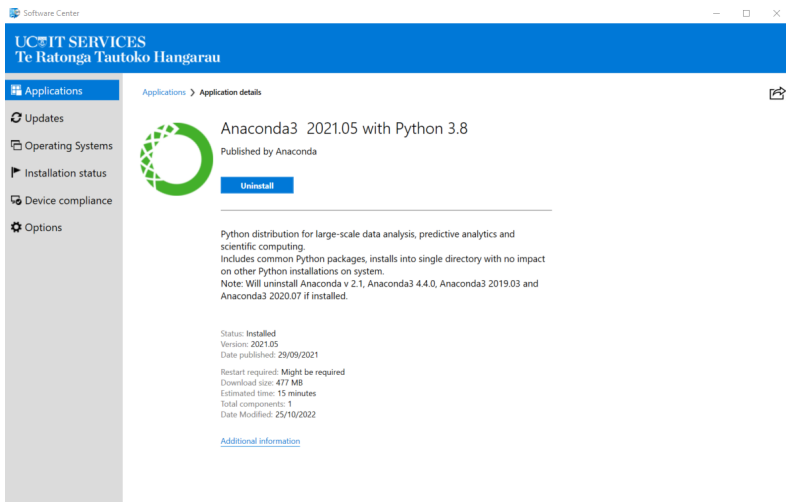 Software Center
UC IT SERVICES
Te Ratonga Tautoko Hangarau
Applications
Updates
Operating Systems
Installation status
Device compliance
Options
Applications > Application details
Anaconda3 2021.05 with Python 3.8
Published by Anaconda
Uninstall
Python distribution for large-scale data analysis, predictive analytics and
scientific computing.
Includes common Python packages, installs into single directory with no impact
on other Python installations on system.
Note: Will uninstall Anaconda v 2.1, Anaconda3 4.4.0, Anaconda3 2019.03 and
Anaconda3 2020.07 if installed.
Status: Installed
Version: 2021.05
Date published: 29/09/2021
Restart required: Might be required
Download size: 477 MB
Estimated time: 15 minutes
Total components: 1
Date Modified: 25/10/2022
Additional information